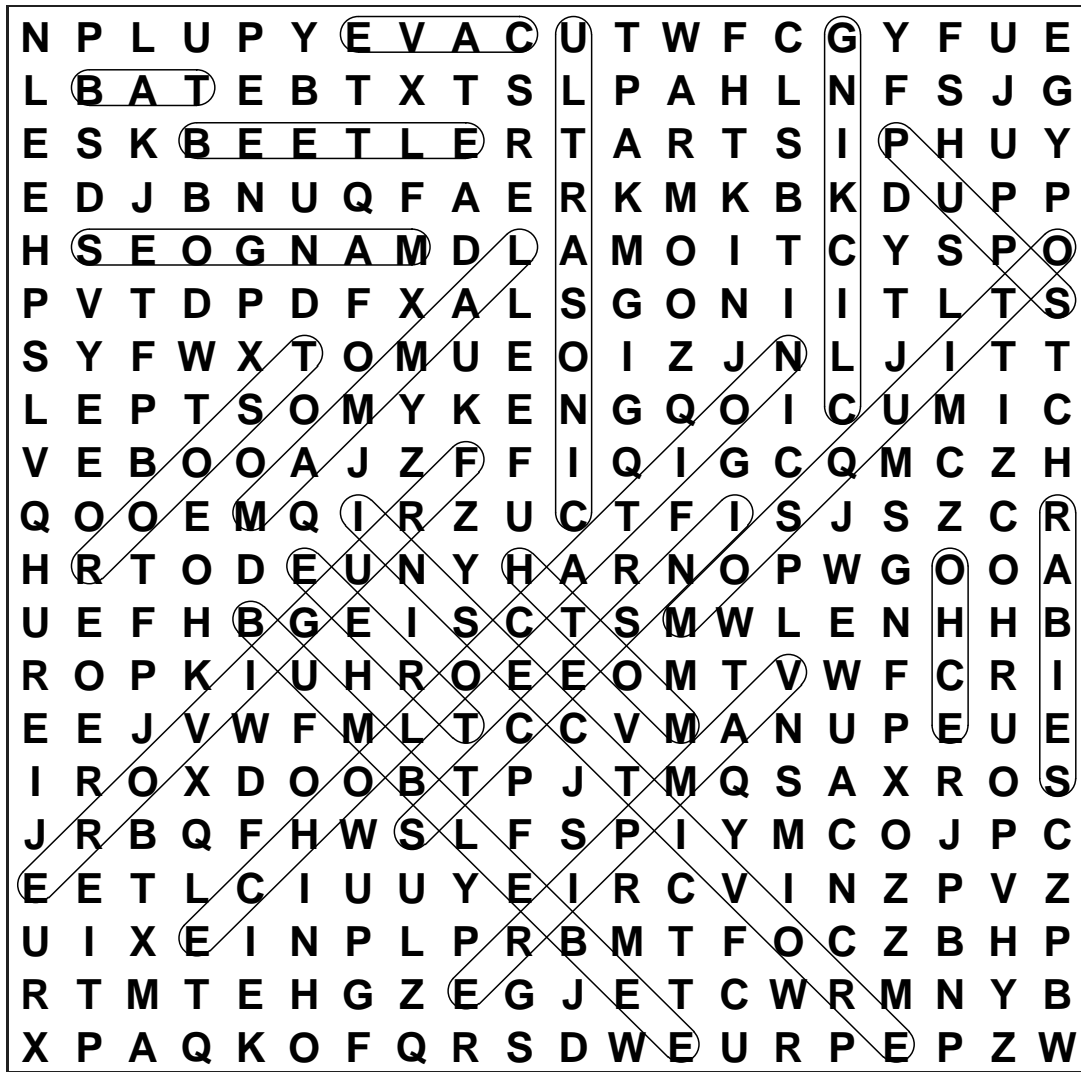 N P L U P Y E V A C U T W F C G Y F U E
L B A T E B T X T S L P A H L N F S J G
E S K B E E T L E R T A R T S I P H U Y
E D J B N U Q F A E R K M K B K D U P P
H S E O G N A M D L A M O I T C Y S P O
P V T D P D F X A L S G O N I I T L T S
S Y F W X T O M U E O I Z J N L J I T T
L E P T S O M Y K E N G Q O I C U M I C
V E B O O A J Z F F I Q I G C Q M C Z H
Q O O E M Q I R Z U C T F I S J S Z C R
H R T O D E U N Y H A R N O P W G O O A
U E F H B G E I S C T S M W L E N H H B
R O P K I U H R O E E O M T V W F C R I
E E J V W F M L T C C V M A N U P E U E
I R O X D O O B T P J T M Q S A X R O S
J R B Q F H W S L F S P I Y M C O J P C
E E T L C I U U Y E I R C V I N Z P V Z
U I X E I N P L P R B M T F O C Z B H P
R T M T E H G Z E G J E T C W R M N Y B
X P A Q K O F Q R S D W E U R P E P Z W